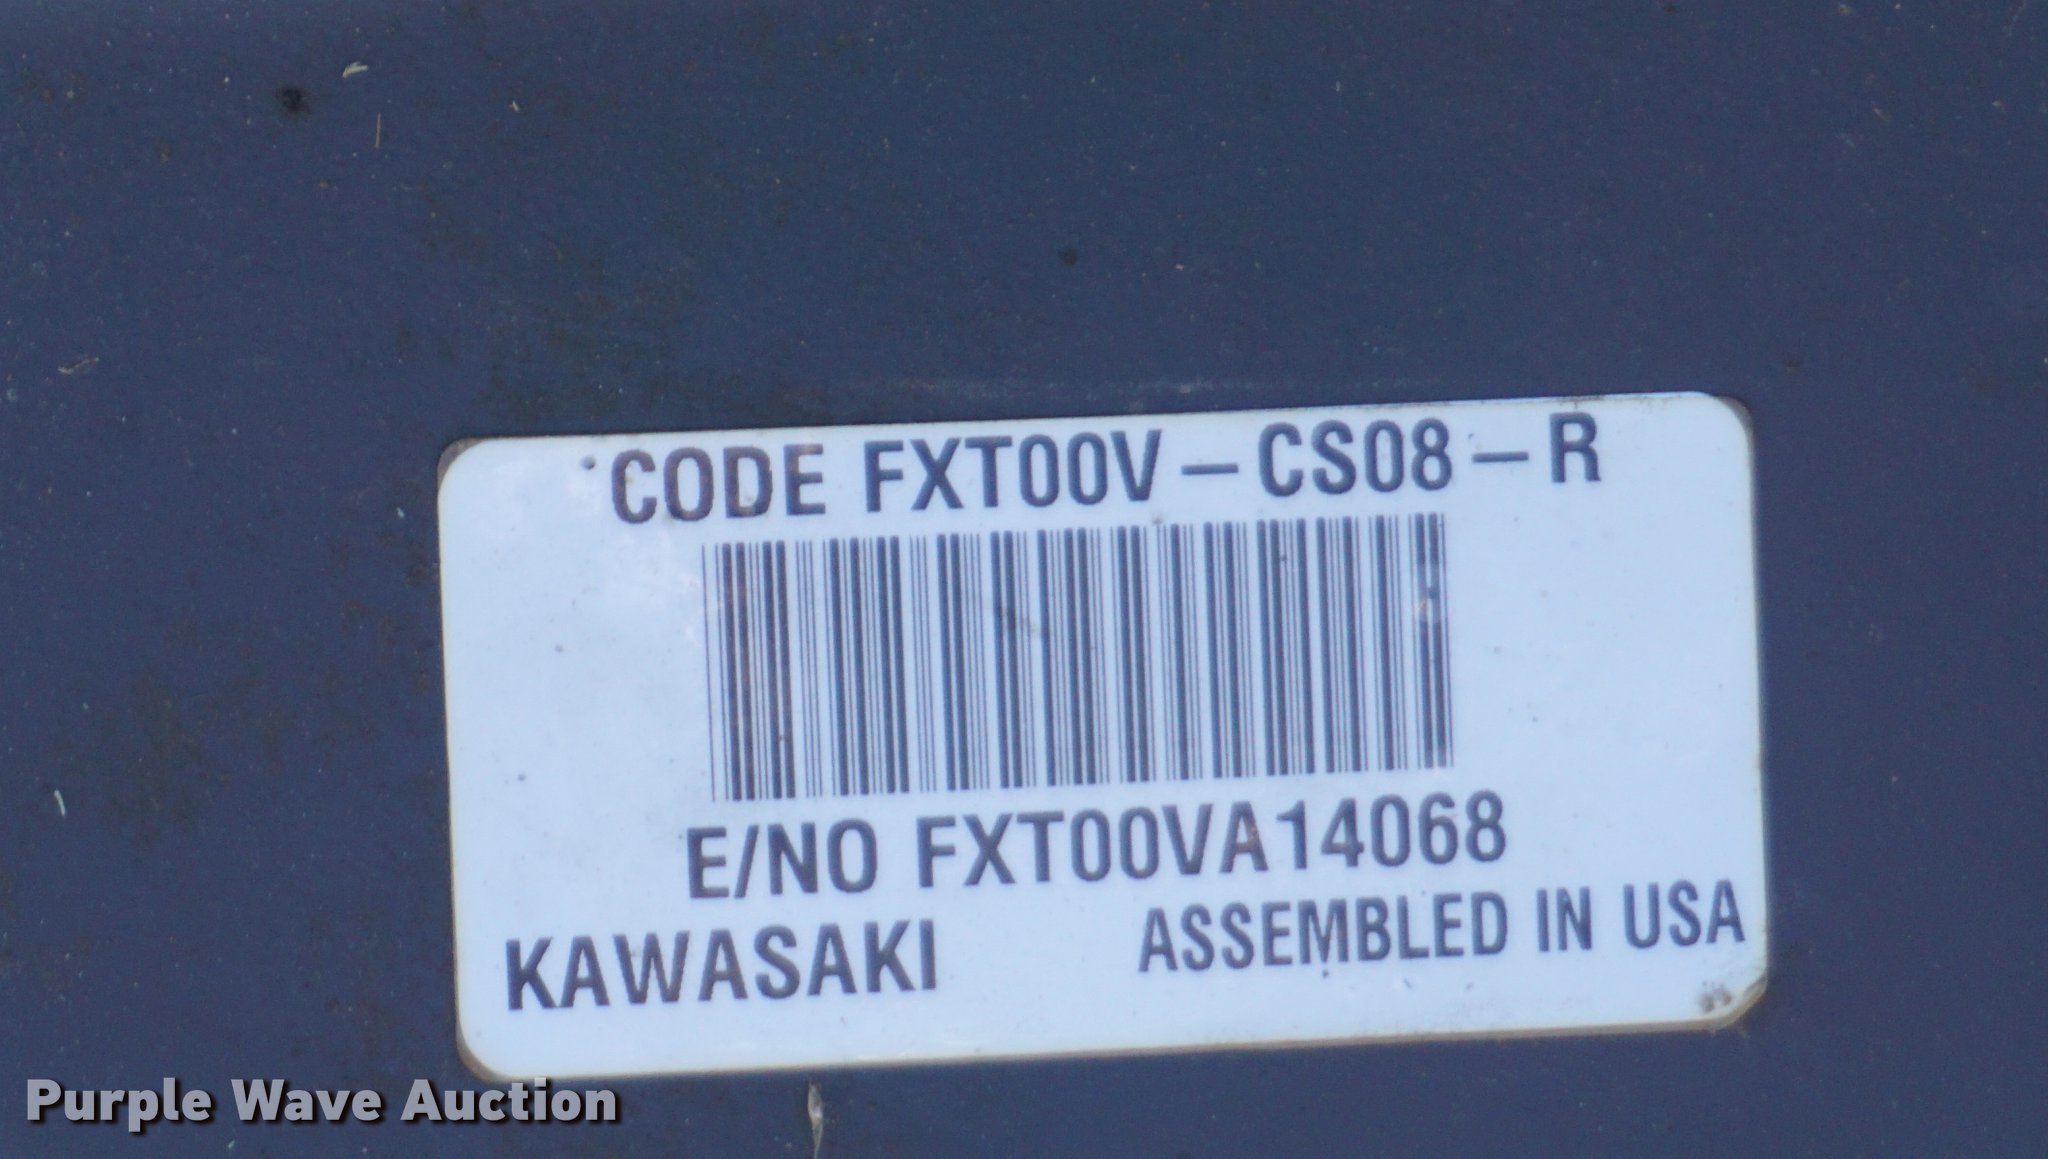 CODE FXT00V-CS08-R
E/NO FXT00VA14068
KAWASAKI ASSEMBLED IN USA
Purple Wave Auction